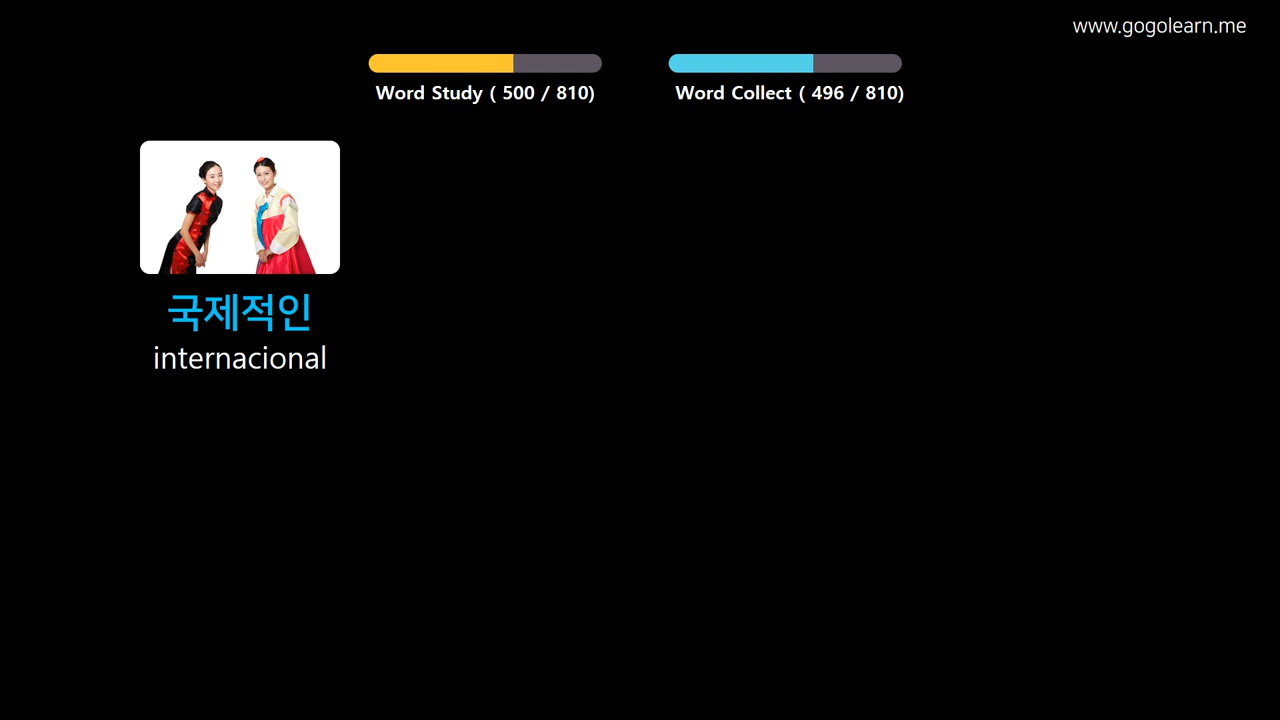 www.gogolearn.me
Word Study ( 500 / 810)
Word Collect ( 496 / 810)
국제적인
internacional